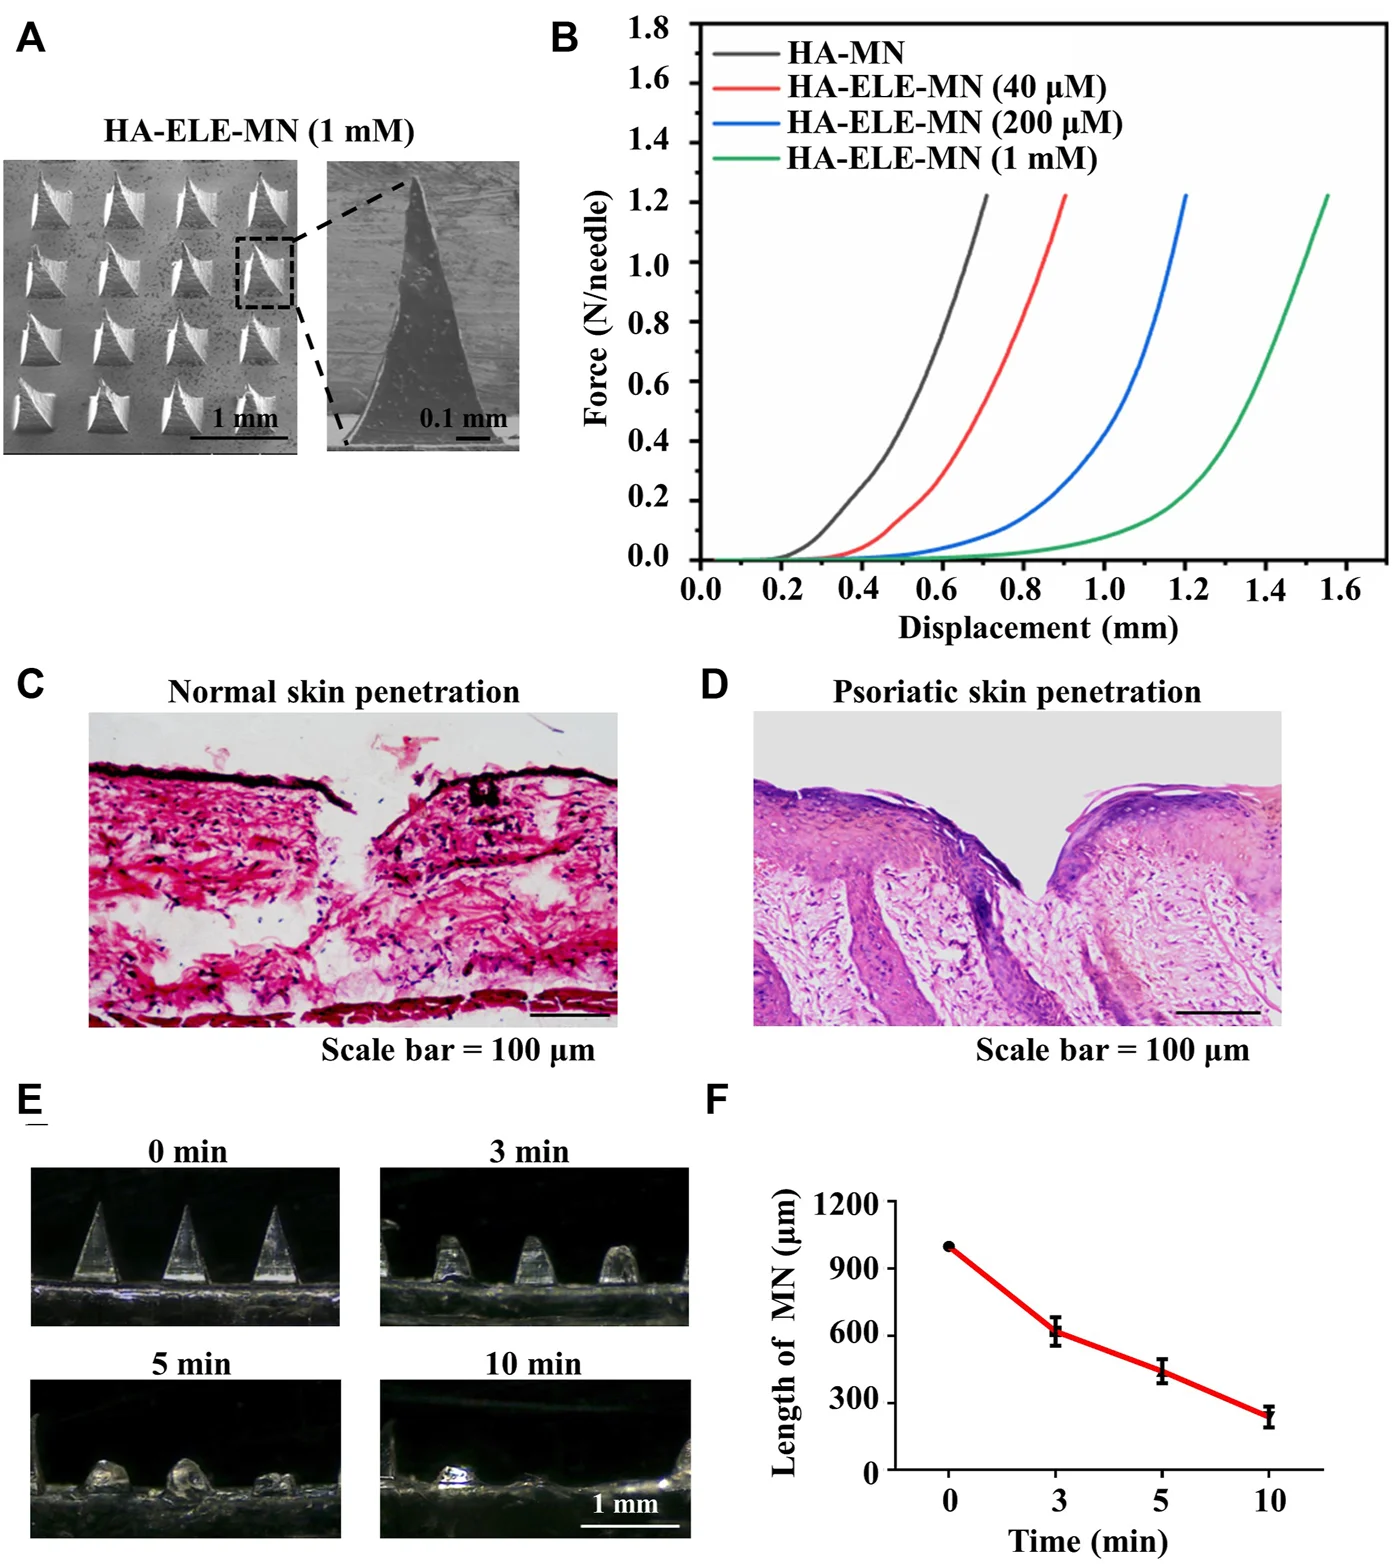 A
HA-ELE-MN (1 mM)
1 mm
0.1 mm
B
HA-MN
HA-ELE-MN (40 μM)
HA-ELE-MN (200 μM)
HA-ELE-MN (1 mM)
Force (N/needle)
1.8
1.6
1.4
1.2
1.0
0.8
0.6
0.4
0.2
0.0
0.0 0.2 0.4 0.6 0.8 1.0 1.2 1.4 1.6
Displacement (mm)
C
Normal skin penetration
Scale bar = 100 μm
D
Psoriatic skin penetration
Scale bar = 100 μm
E
0 min
3 min
5 min
10 min
1 mm
F
Length of MN (μm)
1200
900
600
300
0
0 3 5 10
Time (min)